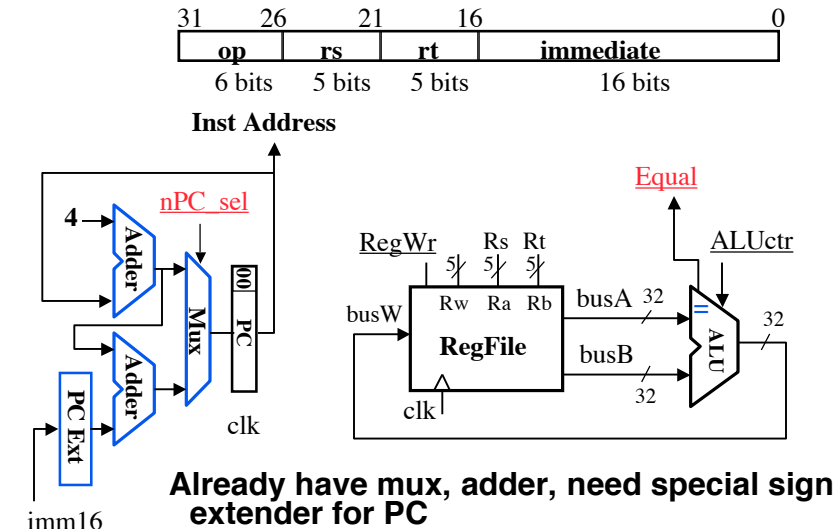 31 26 21 16 0
op rs rt immediate
6 bits 5 bits 5 bits 16 bits
Inst Address
nPC_sel
4
Adder
Mux
00
PC
Adder
PC Ext
clk
imm16
Equal
RegWr Rs Rt ALUctr
5 5 5
Rw Ra Rb
busW
busA 32
RegFile
busB 32
clk
=
ALU
32
Already have mux, adder, need special sign
extender for PC